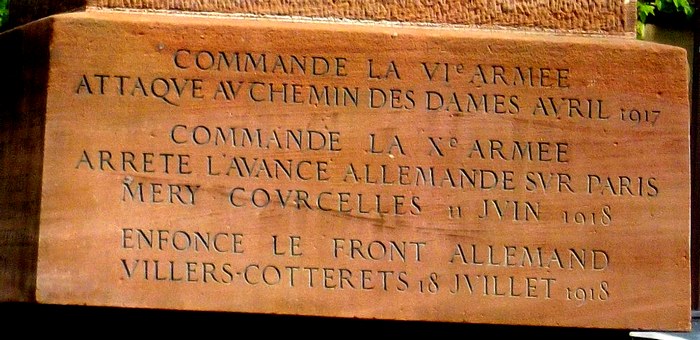 COMMANDE LA VIe ARMEE
ATTAQVE AV CHEMIN DES DAMES AVRIL 1917
COMMANDE LA Xe ARMEE
ARRETE L'AVANCE ALLEMANDE SVR PARIS
MERY COVRCELLES 11 JVIN 1918
ENFONCE LE FRONT ALLEMAND
VILLERS-COTTERETS 18 JVILLET 1918